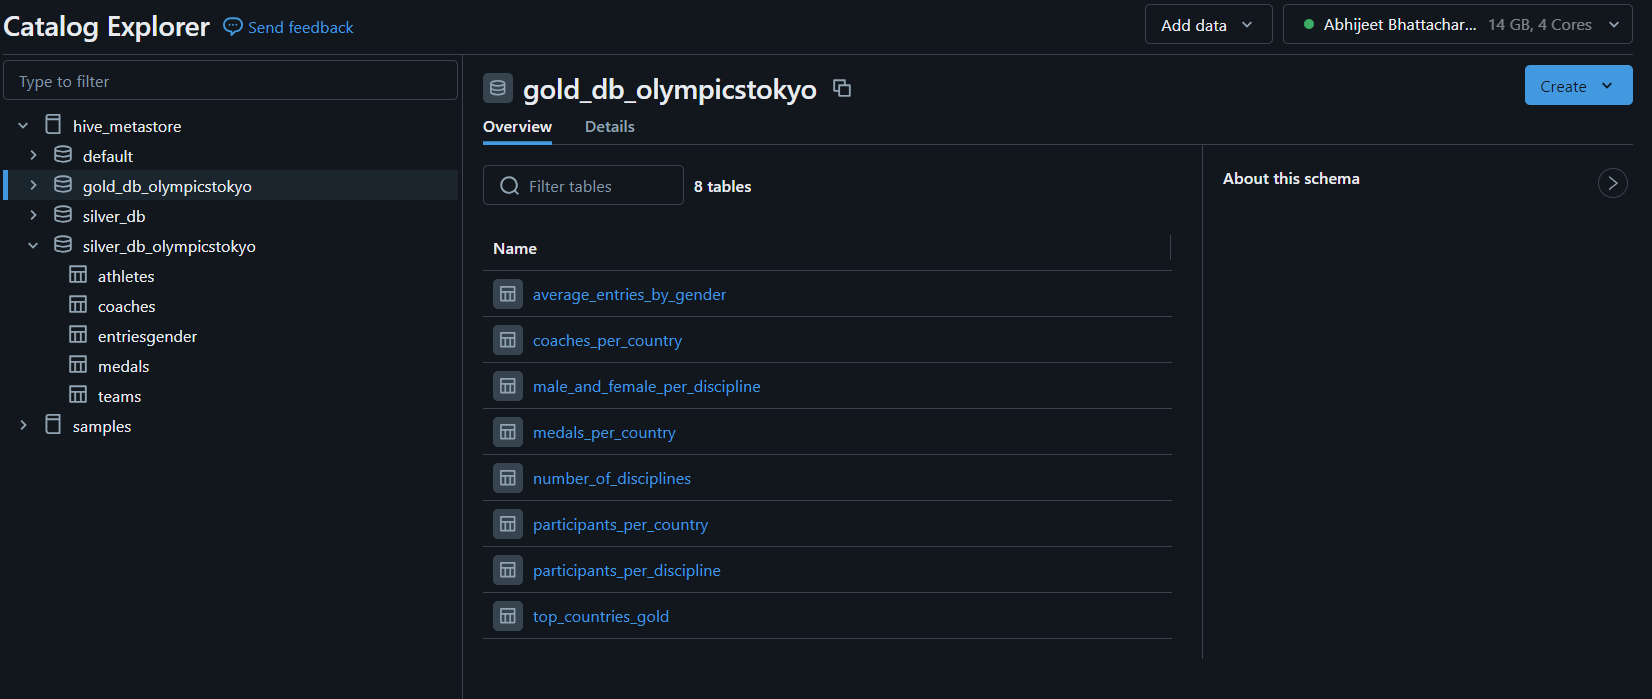 Catalog Explorer
Send feedback
Add data
Abhijeet Bhattachar... 14 GB, 4 Cores
Type to filter
hive_metastore
default
gold_db_olympicstokyo
silver_db
silver_db_olympicstokyo
athletes
coaches
entriesgender
medals
teams
samples
gold_db_olympicstokyo
Create
Overview Details
Filter tables
8 tables
Name
average_entries_by_gender
coaches_per_country
male_and_female_per_discipline
medals_per_country
number_of_disciplines
participants_per_country
participants_per_discipline
top_countries_gold
About this schema